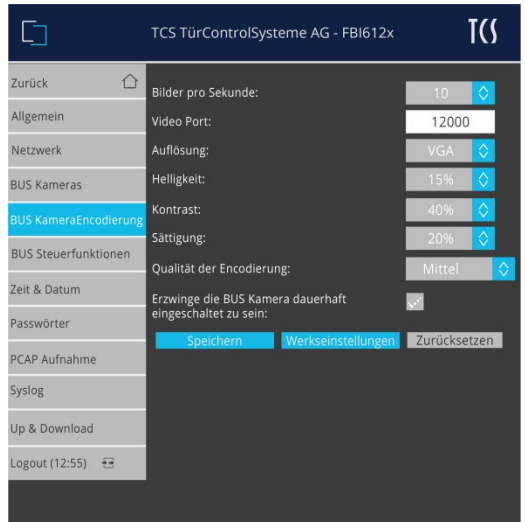 TCS TürControlSysteme AG - FBI612x
TCS
Zurück
Allgemein
Netzwerk
BUS Kameras
BUS KameraEncodierung
BUS Steuerfunktionen
Zeit & Datum
Passwörter
PCAP Aufnahme
Syslog
Up & Download
Logout (12:55)
Bilder pro Sekunde: 10
Video Port: 12000
Auflösung: VGA
Helligkeit: 15%
Kontrast: 40%
Sättigung: 20%
Qualität der Encodierung: Mittel
Erzwinge die BUS Kamera dauerhaft
eingeschaltet zu sein:
Speichern Werkseinstellungen Zurücksetzen